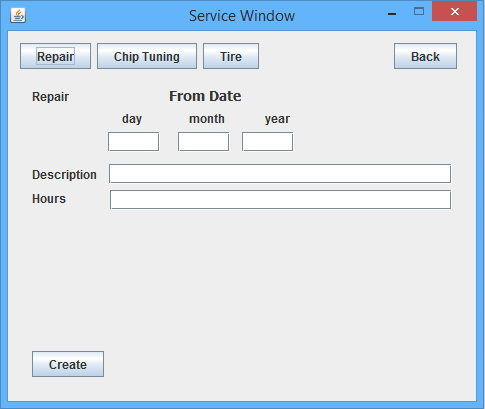 Service Window
Repair Chip Tuning Tire Back
Repair From Date
day month year
Description
Hours
Create